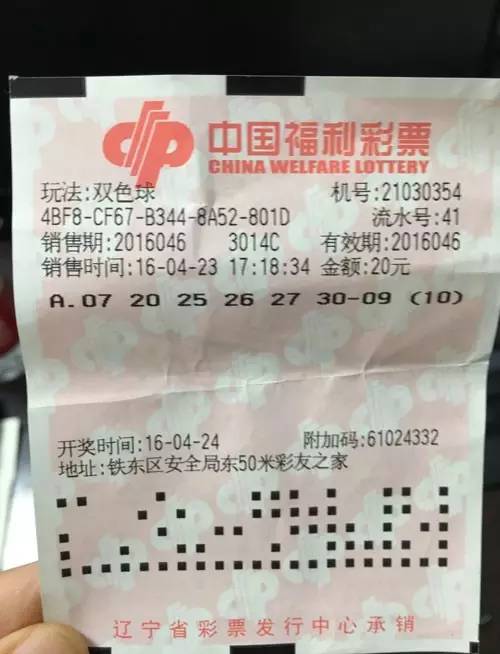 中国福利彩票
CHINA WELFARE LOTTERY
玩法:双色球 机号:21030354
4BF8-CF67-B344-8A52-801D 流水号:41
销售期:2016046 3014C 有效期:2016046
销售时间:16-04-23 17:18:34 金额:20元
A.07 20 25 26 27 30-09 (10)
开奖时间:16-04-24 附加码:61024332
地址:铁东区安全局东50米彩友之家
辽宁省彩票发行中心承销